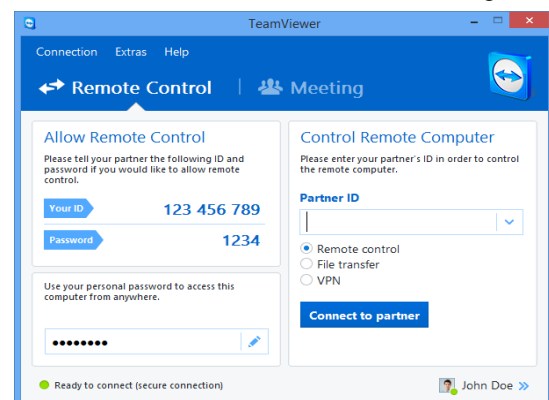 TeamViewer
Connection Extras Help
Remote Control
Meeting
Allow Remote Control
Please tell your partner the following ID and
password if you would like to allow remote
control.
Your ID 123 456 789
Password 1234
Use your personal password to access this
computer from anywhere.
Control Remote Computer
Please enter your partner's ID in order to control
the remote computer.
Partner ID
Remote control
File transfer
VPN
Connect to partner
Ready to connect (secure connection)
John Doe